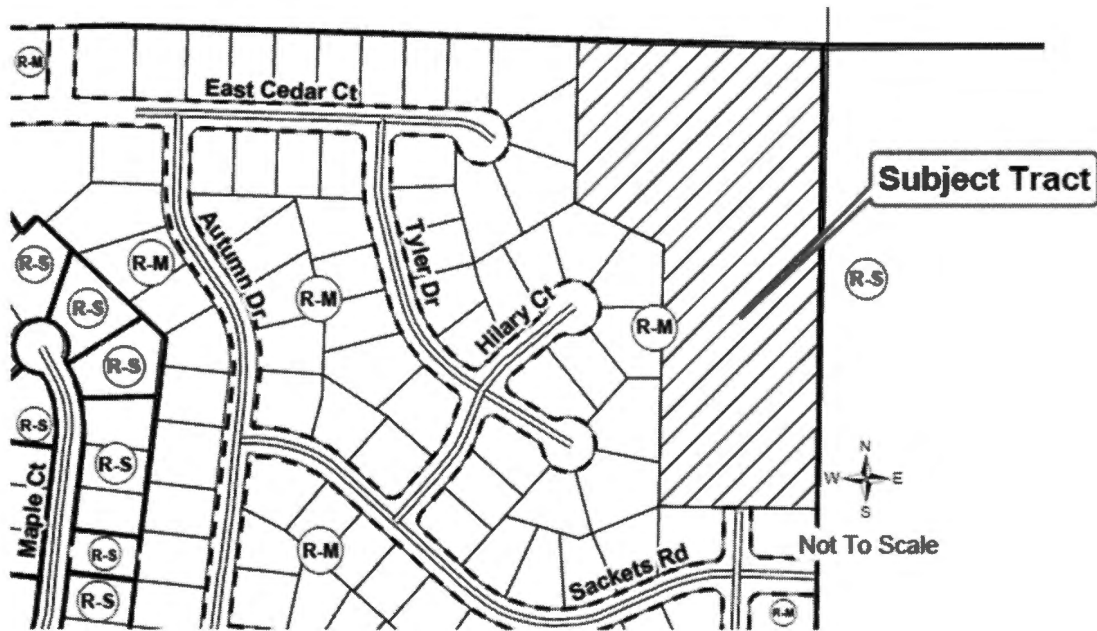 R-M
East Cedar Ct
Subject Tract
Autumn Dr
Tyler Dr
R-S
R-M
R-S
R-S
R-M
Hilary Ct
R-M
R-S
R-S
R-S
Maple Ct
N
W
E
S
Not To Scale
R-S
R-M
Sackets Rd
R-S
R-M